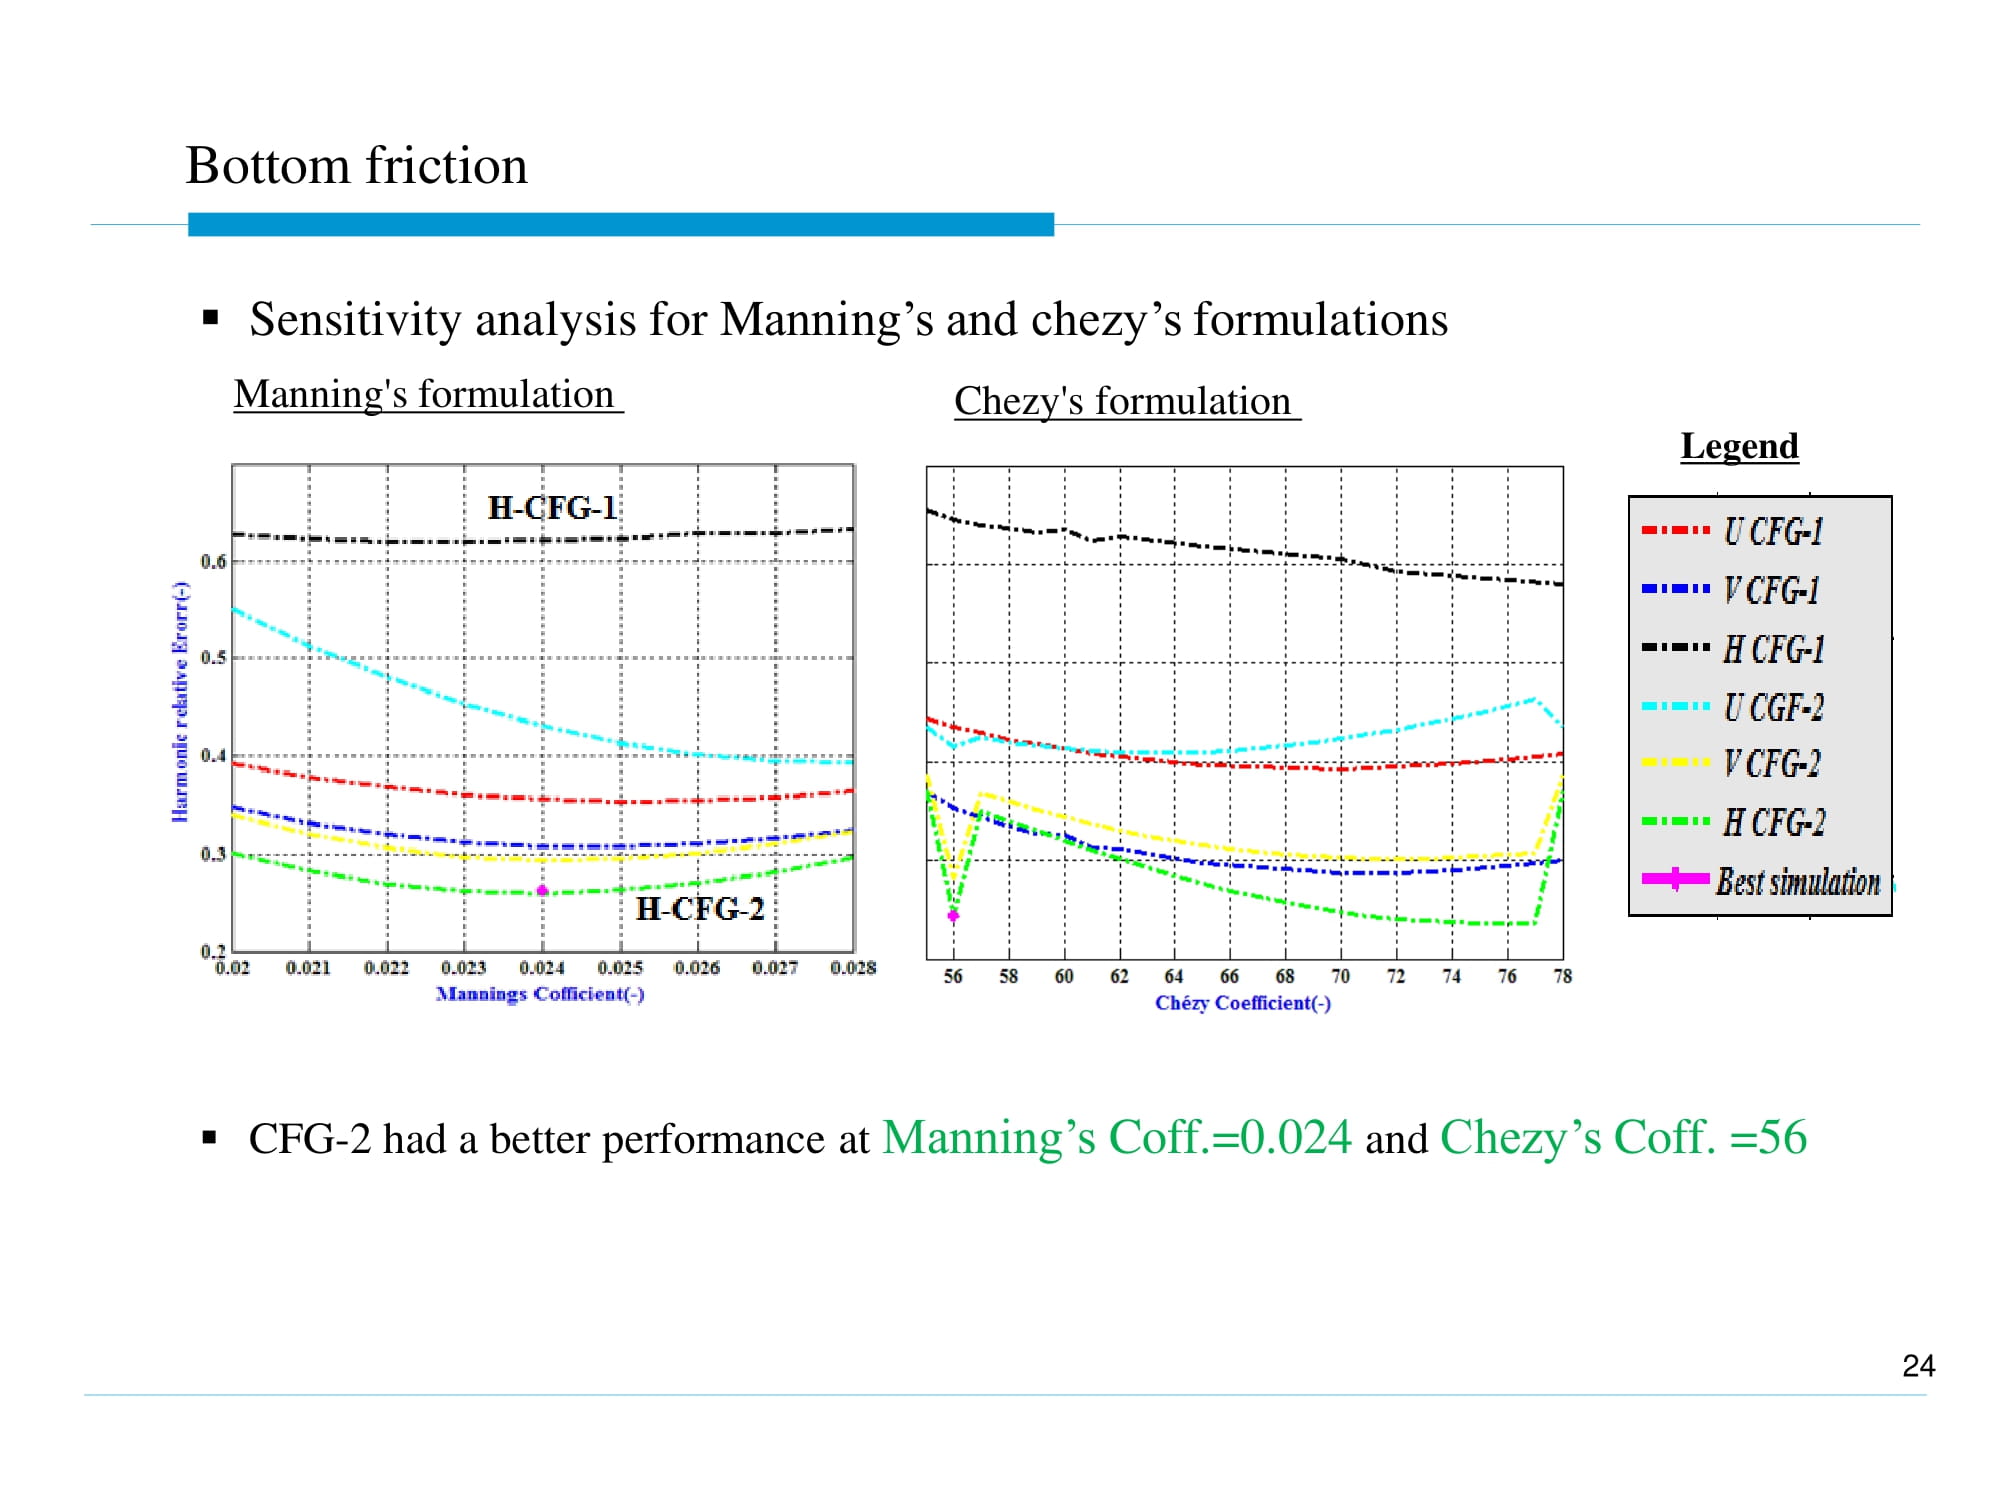 Bottom friction
▪ Sensitivity analysis for Manning’s and chezy’s formulations
Manning's formulation
Chezy's formulation
Legend
H-CFG-1
H-CFG-2
Harmonic relative Erorr(-)
0.6
0.5
0.4
0.3
0.2
0.02 0.021 0.022 0.023 0.024 0.025 0.026 0.027 0.028
Mannings Cofficient(-)
56 58 60 62 64 66 68 70 72 74 76 78
Chézy Coefficient(-)
U CFG-1
V CFG-1
H CFG-1
U CGF-2
V CFG-2
H CFG-2
Best simulation
▪ CFG-2 had a better performance at Manning’s Coff.=0.024 and Chezy’s Coff. =56
24